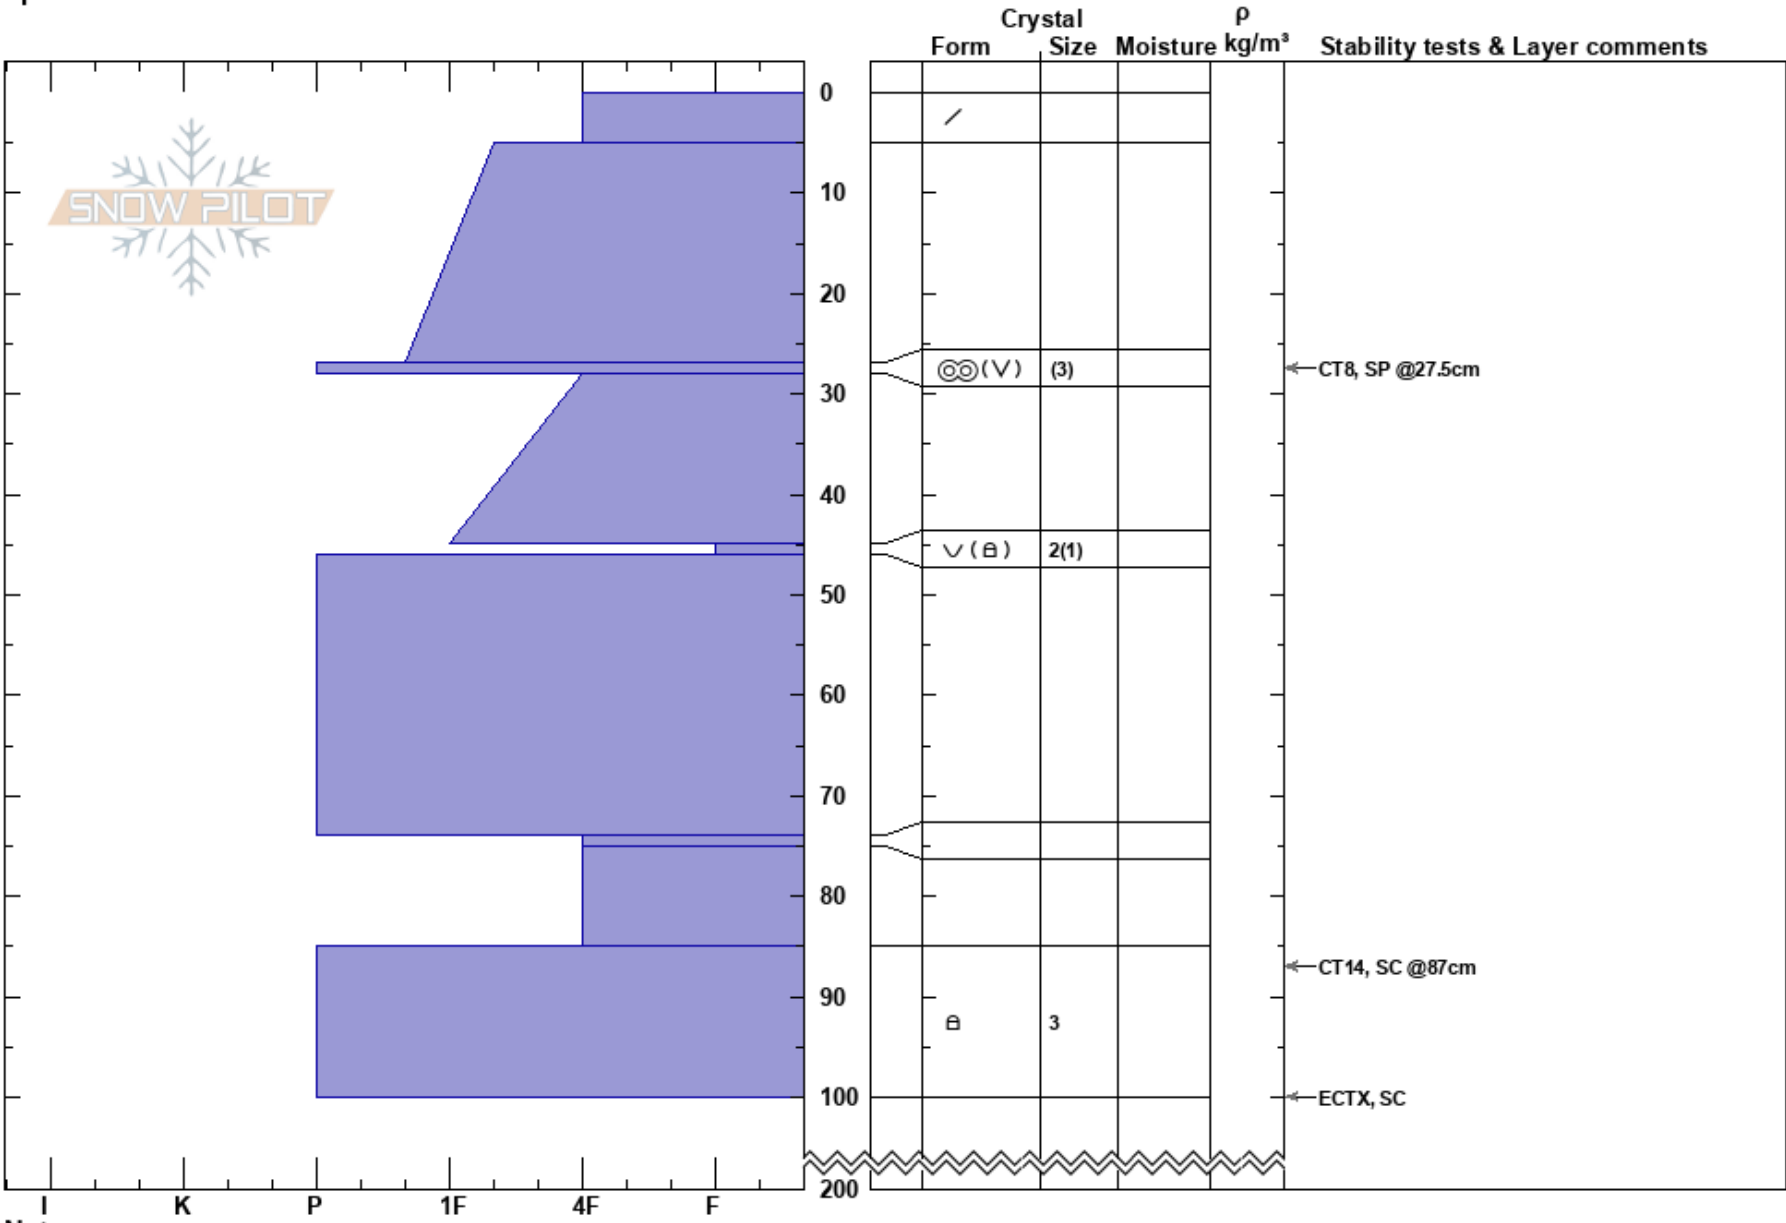 Crystal ρ
Form Size Moisture kg/m³ Stability tests & Layer comments
SNOW PILOT
0
10
20
(3) CT8, SP @27.5cm
30
40
2(1)
50
60
70
80
CT14, SC @87cm
90
3
100 ECTX, SC
200
I K P 1F 4F F